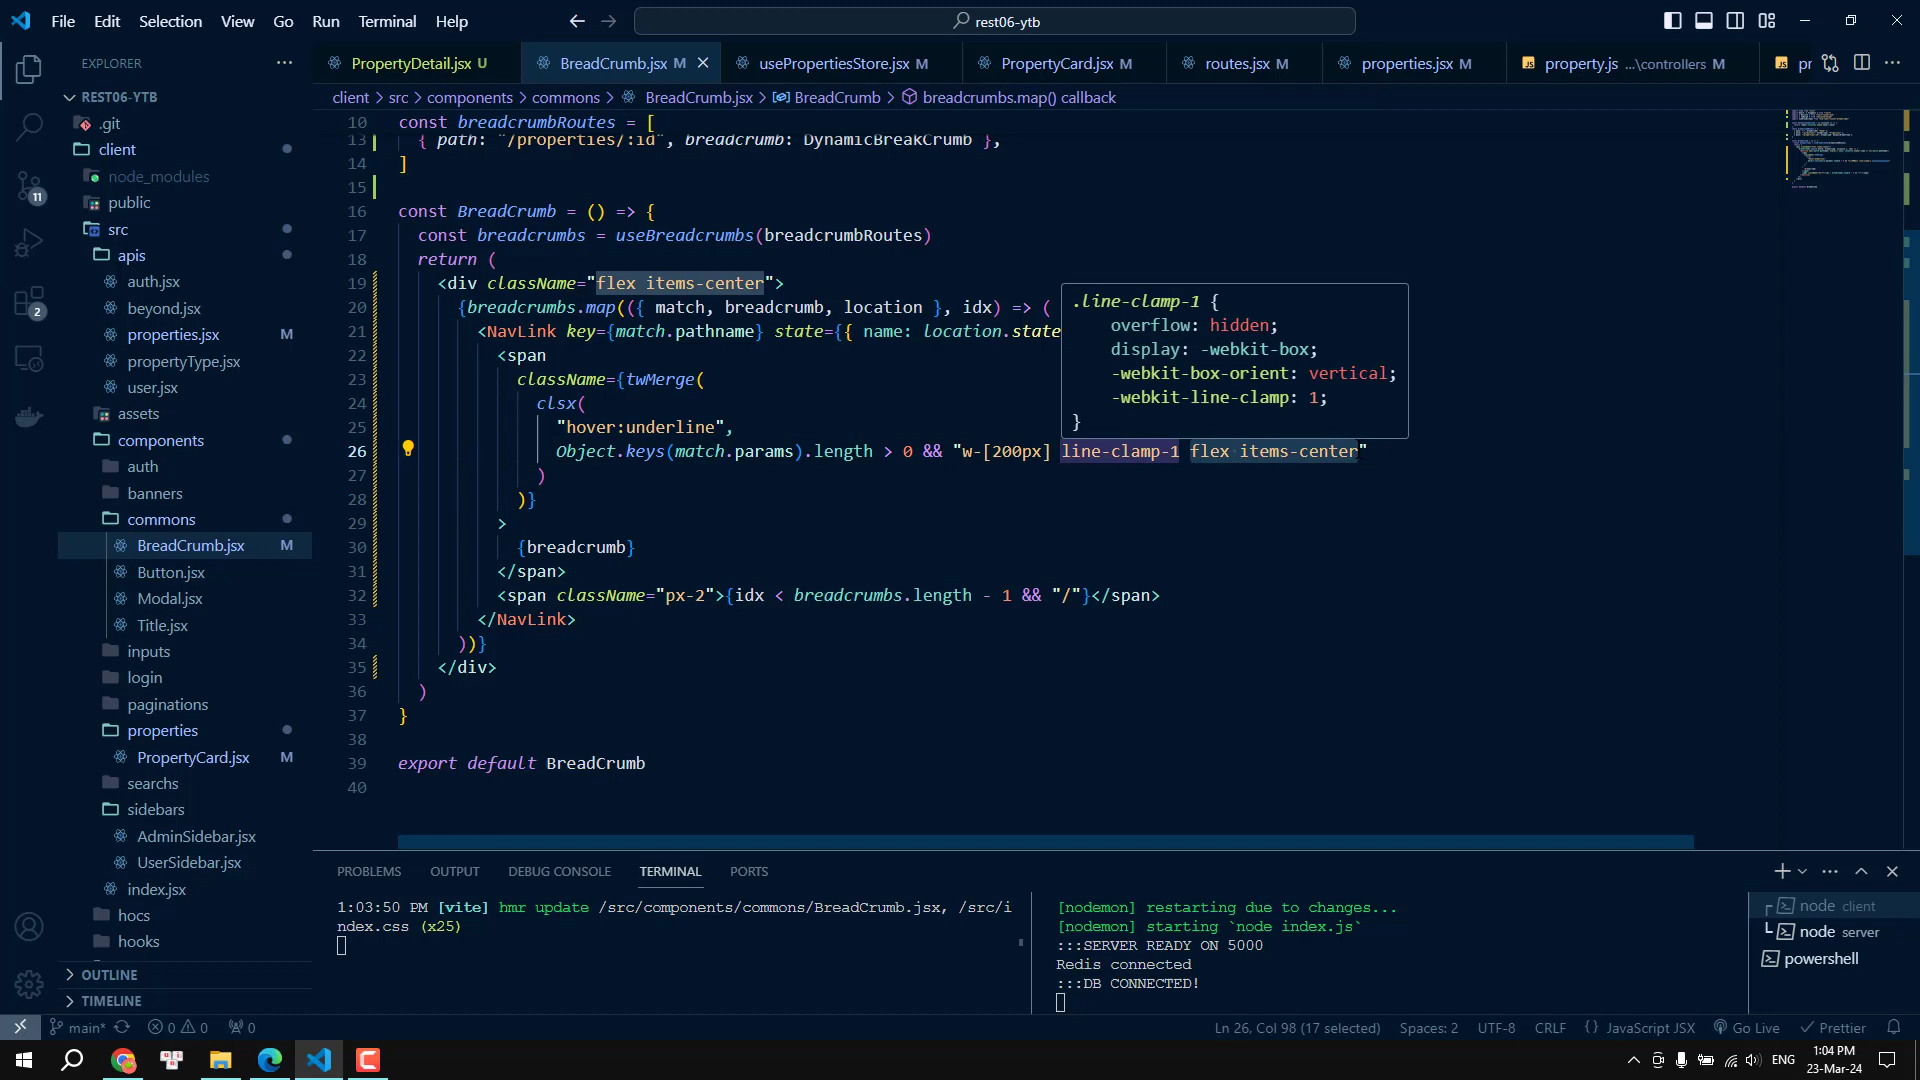 File Edit Selection View Go Run Terminal Help
rest06-ytb
EXPLORER
REST06-YTB
.git
client
node_modules
public
src
apis
auth.jsx
beyond.jsx
properties.jsx M
propertyType.jsx
user.jsx
assets
components
auth
banners
commons
BreadCrumb.jsx M
Button.jsx
Modal.jsx
Title.jsx
inputs
login
paginations
properties
PropertyCard.jsx M
searchs
sidebars
AdminSidebar.jsx
UserSidebar.jsx
index.jsx
hocs
hooks
OUTLINE
TIMELINE
11
2
PropertyDetail.jsx U
BreadCrumb.jsx M
usePropertiesStore.jsx M
PropertyCard.jsx M
routes.jsx M
properties.jsx M
property.js ...\controllers M
pr
client > src > components > commons > BreadCrumb.jsx > BreadCrumb > breadcrumbs.map() callback
10 const breadcrumbRoutes = [
13 { path: "/properties/:id", breadcrumb: DynamicBreakCrumb },
14 ]
15
16 const BreadCrumb = () => {
17 const breadcrumbs = useBreadcrumbs(breadcrumbRoutes)
18 return (
19 <div className="flex items-center">
20 {breadcrumbs.map(({ match, breadcrumb, location }, idx) => (
21 <NavLink key={match.pathname} state={{ name: location.state
22 <span
23 className={twMerge(
24 clsx(
25 "hover:underline",
26 Object.keys(match.params).length > 0 && "w-[200px] line-clamp-1 flex items-center"
27 )
28 )}
29 >
30 {breadcrumb}
31 </span>
32 <span className="px-2">{idx < breadcrumbs.length - 1 && "/"}</span>
33 </NavLink>
34 ))}
35 </div>
36 )
37 }
38
39 export default BreadCrumb
40
.line-clamp-1 {
overflow: hidden;
display: -webkit-box;
-webkit-box-orient: vertical;
-webkit-line-clamp: 1;
}
PROBLEMS OUTPUT DEBUG CONSOLE TERMINAL PORTS
1:03:50 PM [vite] hmr update /src/components/commons/BreadCrumb.jsx, /src/i
ndex.css (x25)
[nodemon] restarting due to changes...
[nodemon] starting `node index.js`
:::SERVER READY ON 5000
Redis connected
:::DB CONNECTED!
node client
node server
powershell
main* 0 0 0
Ln 26, Col 98 (17 selected) Spaces: 2 UTF-8 CRLF { } JavaScript JSX Go Live Prettier
ENG
1:04 PM
23-Mar-24